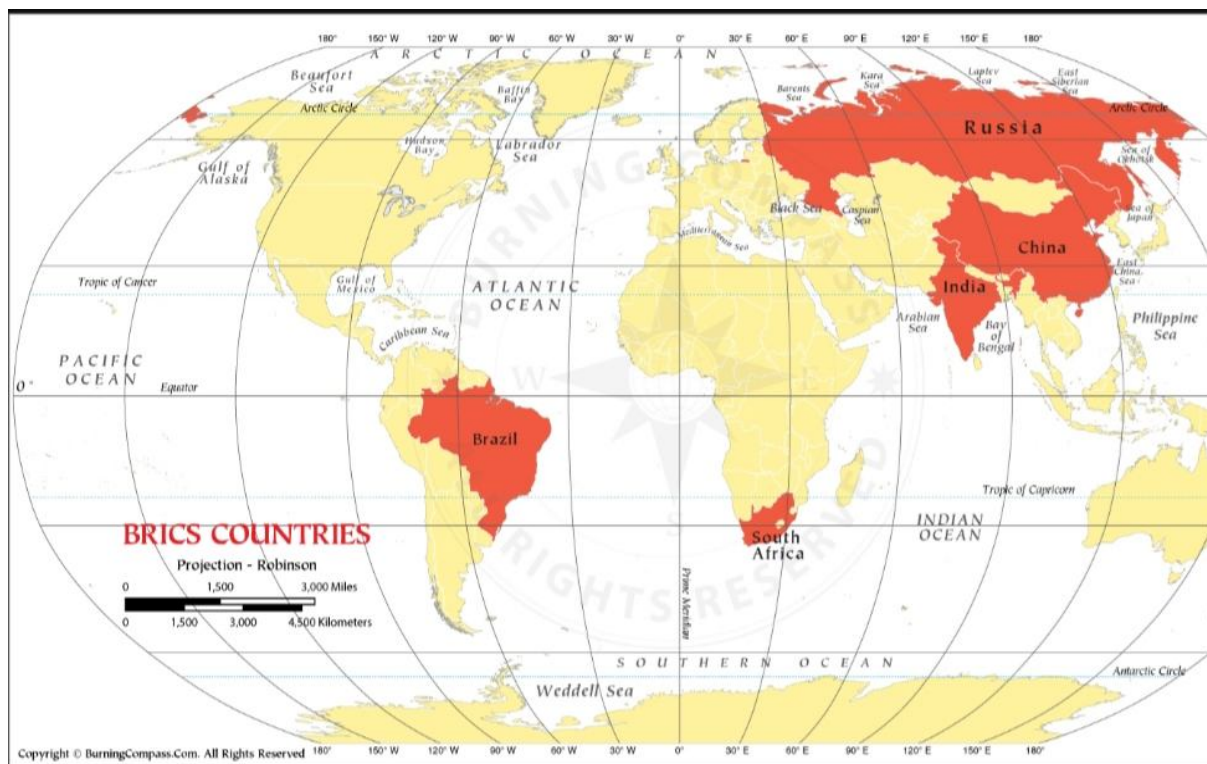 180° 150° W 120° W 90° W 60° W 30° W 0° 30° E 60° E 90° E 120° E 150° E 180°
ARCTIC OCEAN
Beaufort
Sea
Baffin
Bay
Barents
Sea
Kara
Sea
Laptev
Sea
East
Siberian Sea
Arctic Circle
Arctic Circle
Russia
Hudson
Bay
Labrador
Sea
Gulf of
Alaska
Sea of
Okhotsk
Black Sea
Caspian
Sea
Sea of
Japan
Mediterranean Sea
China
East
China
Sea
Tropic of Cancer
Gulf of
Mexico
ATLANTIC
OCEAN
India
Arabian
Sea
Bay
of
Bengal
Philippine
Sea
Caribbean Sea
PACIFIC
OCEAN
0°
Equator
W
E
Brazil
Tropic of Capricorn
S
INDIAN
OCEAN
South
Africa
BRICS COUNTRIES
Projection - Robinson
0 1,500 3,000 Miles
0 1,500 3,000 4,500 Kilometers
Prime Meridian
SOUTHERN OCEAN
Weddell Sea
Antarctic Circle
BURNING COMPASS
RIGHTS RESERVED
Copyright © BurningCompass.Com. All Rights Reserved
180° 150° W 120° W 90° W 60° W 30° W 0° 30° E 60° E 90° E 120° E 150° E 180°